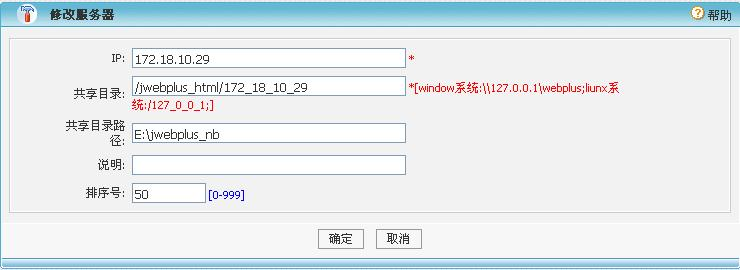 修改服务器
帮助
IP: 172.18.10.29 *
共享目录: /jwebplus_html/172_18_10_29 *[window系统:\\127.0.0.1\webplus;liunx系
统:/127_0_0_1;]
共享目录路
径: E:\jwebplus_nb
说明:
排序号: 50 [0-999]
确定 取消